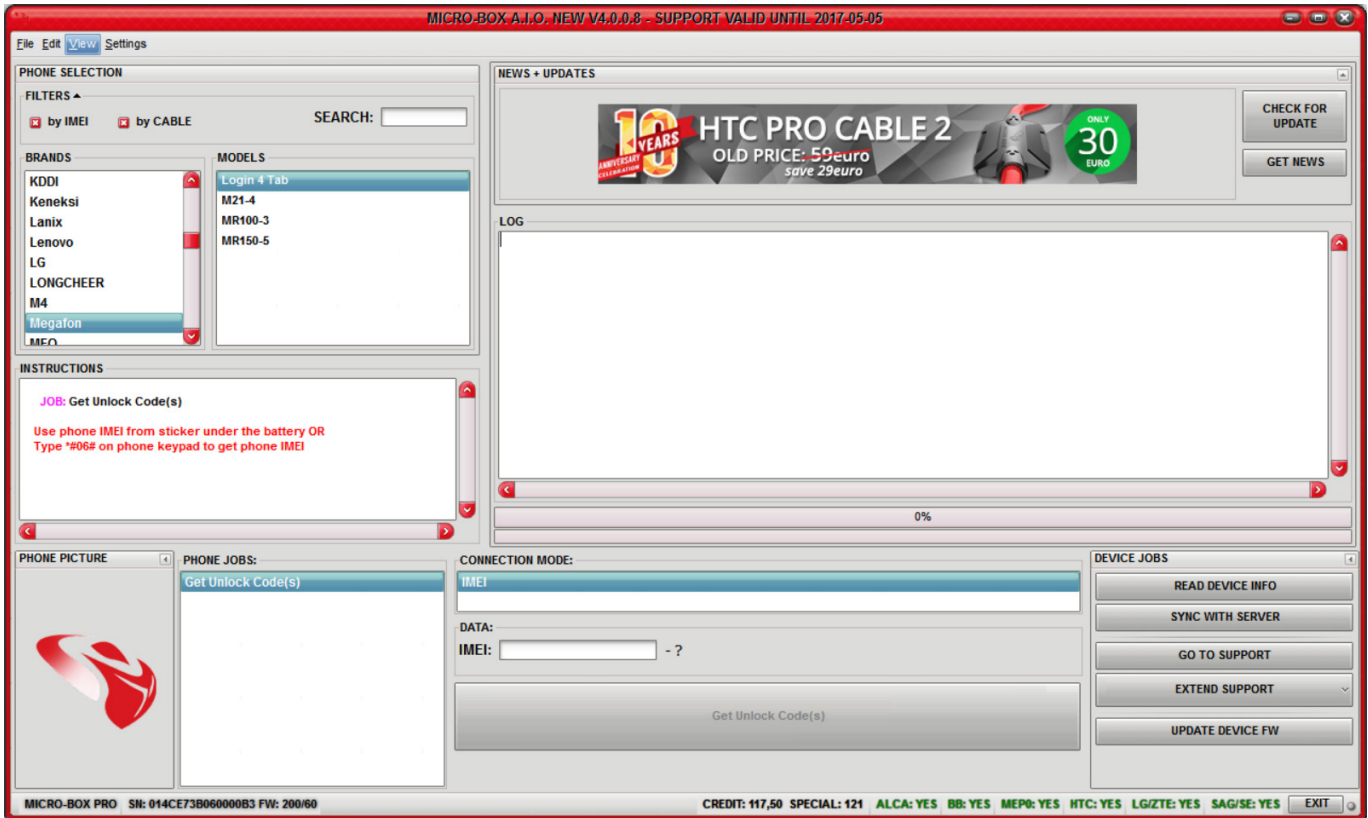 MICRO-BOX A.I.O. NEW V4.0.0.8 - SUPPORT VALID UNTIL 2017-05-05
File Edit View Settings
PHONE SELECTION
FILTERS
by IMEI by CABLE SEARCH:
BRANDS MODELS
KDDI
Keneksi
Lanix
Lenovo
LG
LONGCHEER
M4
Megafon
MEO
Login 4 Tab
M21-4
MR100-3
MR150-5
NEWS + UPDATES
10 YEARS
ANNIVERSARY
CELEBRATION
HTC PRO CABLE 2
OLD PRICE: 59euro
save 29euro
ONLY
30
EURO
CHECK FOR
UPDATE
GET NEWS
LOG
0%
INSTRUCTIONS
JOB: Get Unlock Code(s)
Use phone IMEI from sticker under the battery OR
Type *#06# on phone keypad to get phone IMEI
PHONE PICTURE
PHONE JOBS:
Get Unlock Code(s)
CONNECTION MODE:
IMEI
DATA:
IMEI: - ?
Get Unlock Code(s)
DEVICE JOBS
READ DEVICE INFO
SYNC WITH SERVER
GO TO SUPPORT
EXTEND SUPPORT
UPDATE DEVICE FW
MICRO-BOX PRO SN: 014CE73B060000B3 FW: 200/60 CREDIT: 117,50 SPECIAL: 121 ALCA: YES BB: YES MEP0: YES HTC: YES LG/ZTE: YES SAG/SE: YES EXIT